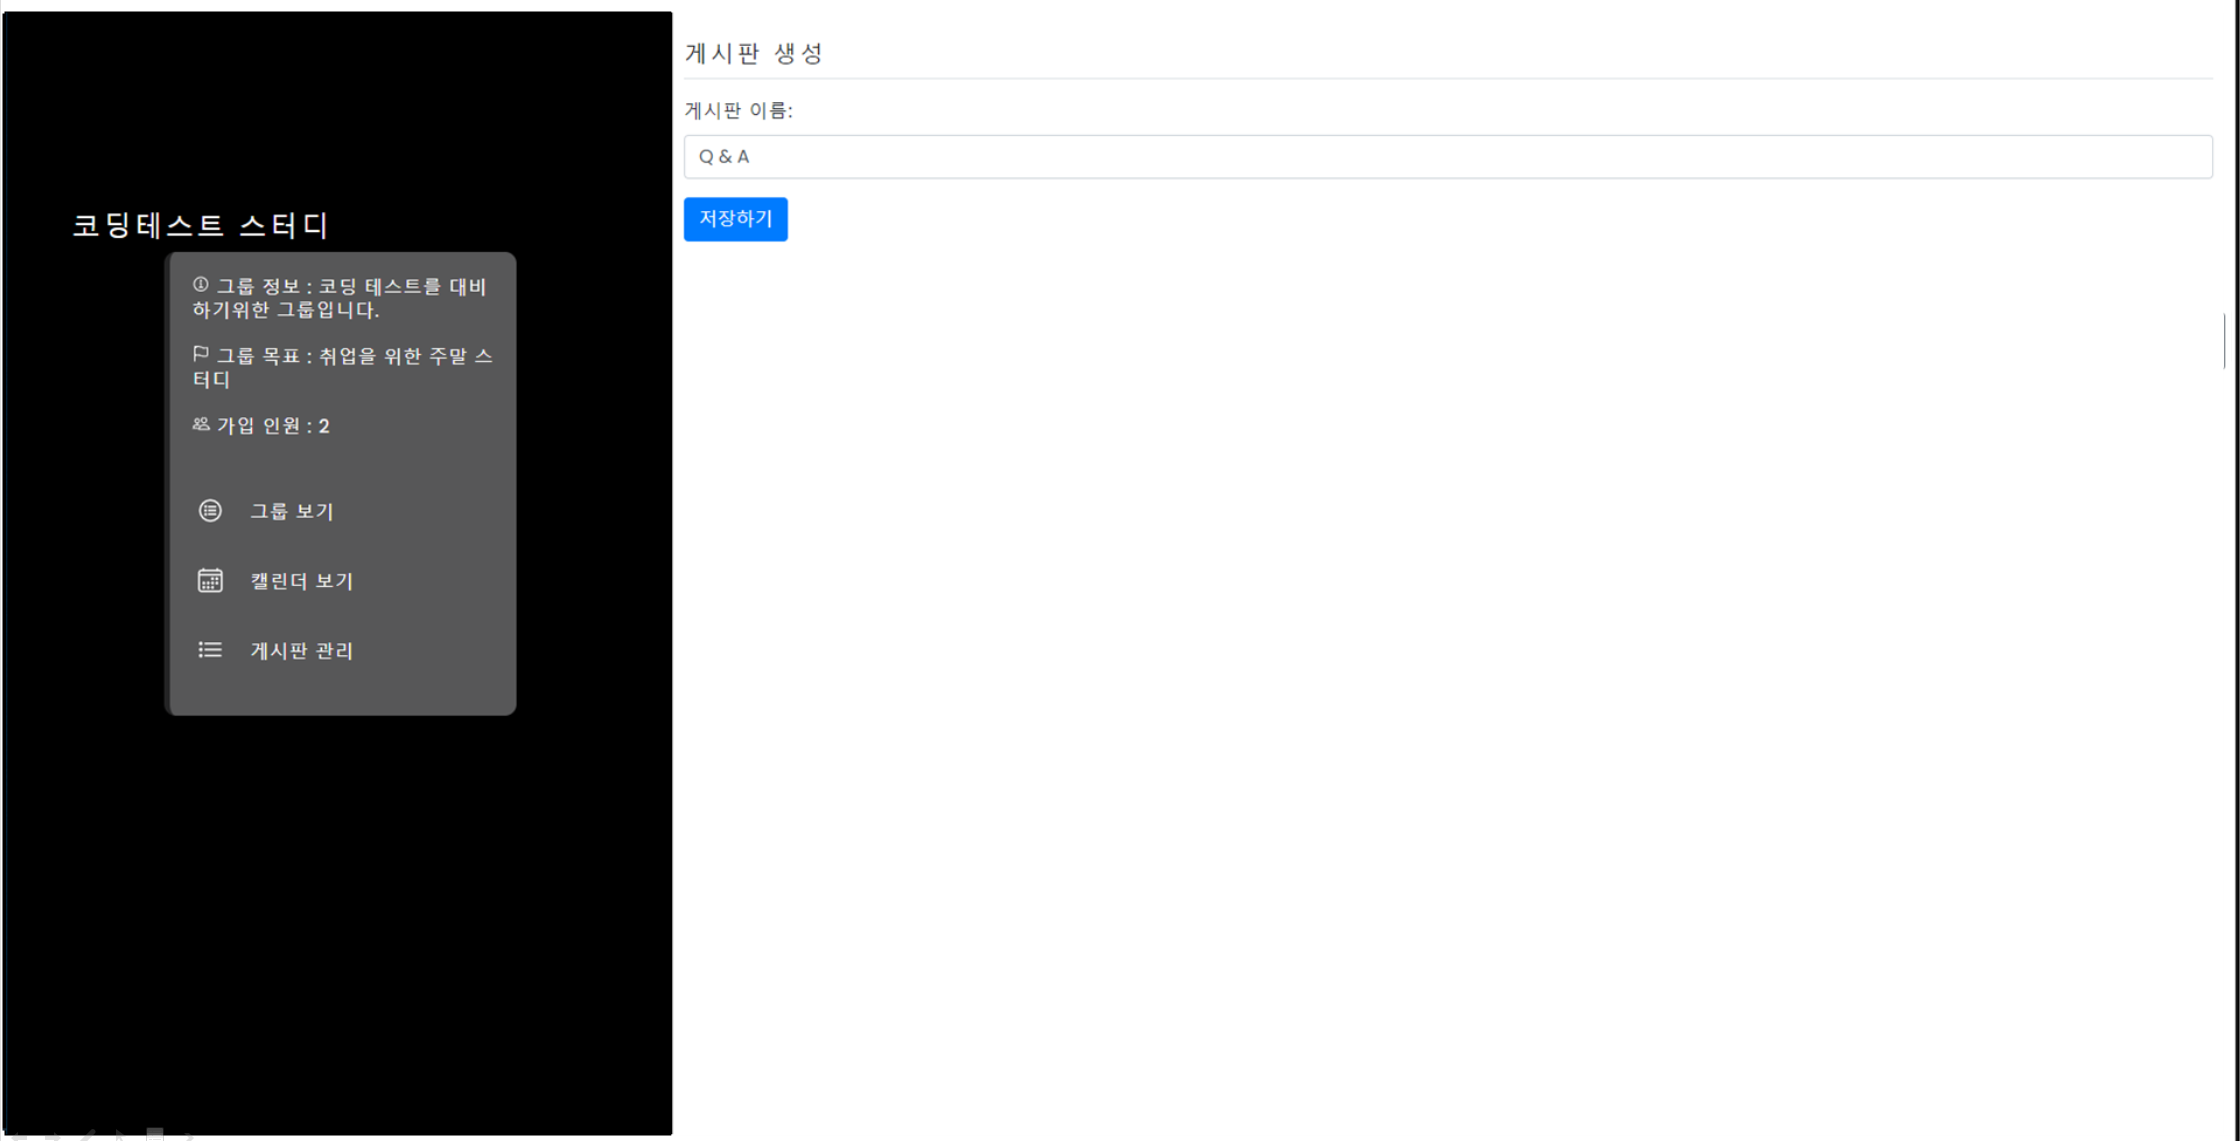 코딩테스트 스터디
그룹 정보 : 코딩 테스트를 대비
하기위한 그룹입니다.
그룹 목표 : 취업을 위한 주말 스
터디
가입 인원 : 2
그룹 보기
캘린더 보기
게시판 관리
게시판 생성
게시판 이름:
Q & A
저장하기